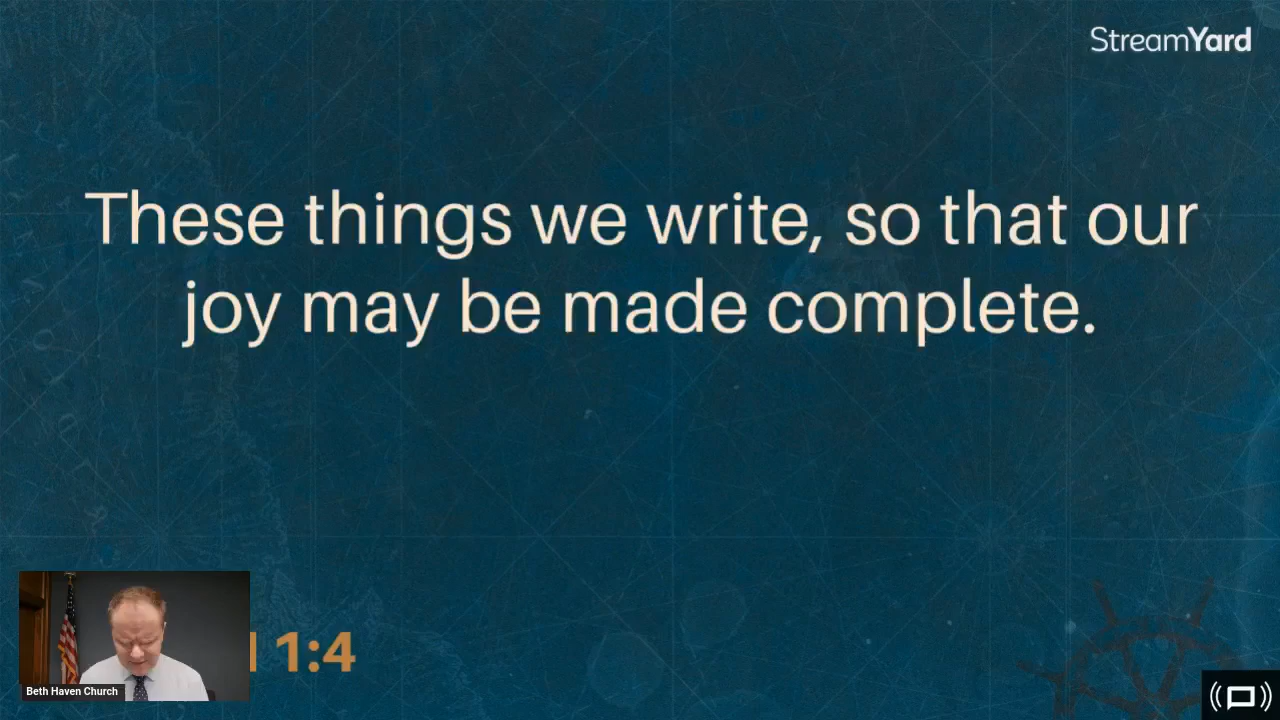 StreamYard
These things we write, so that our
joy may be made complete.
1:4
Beth Haven Church